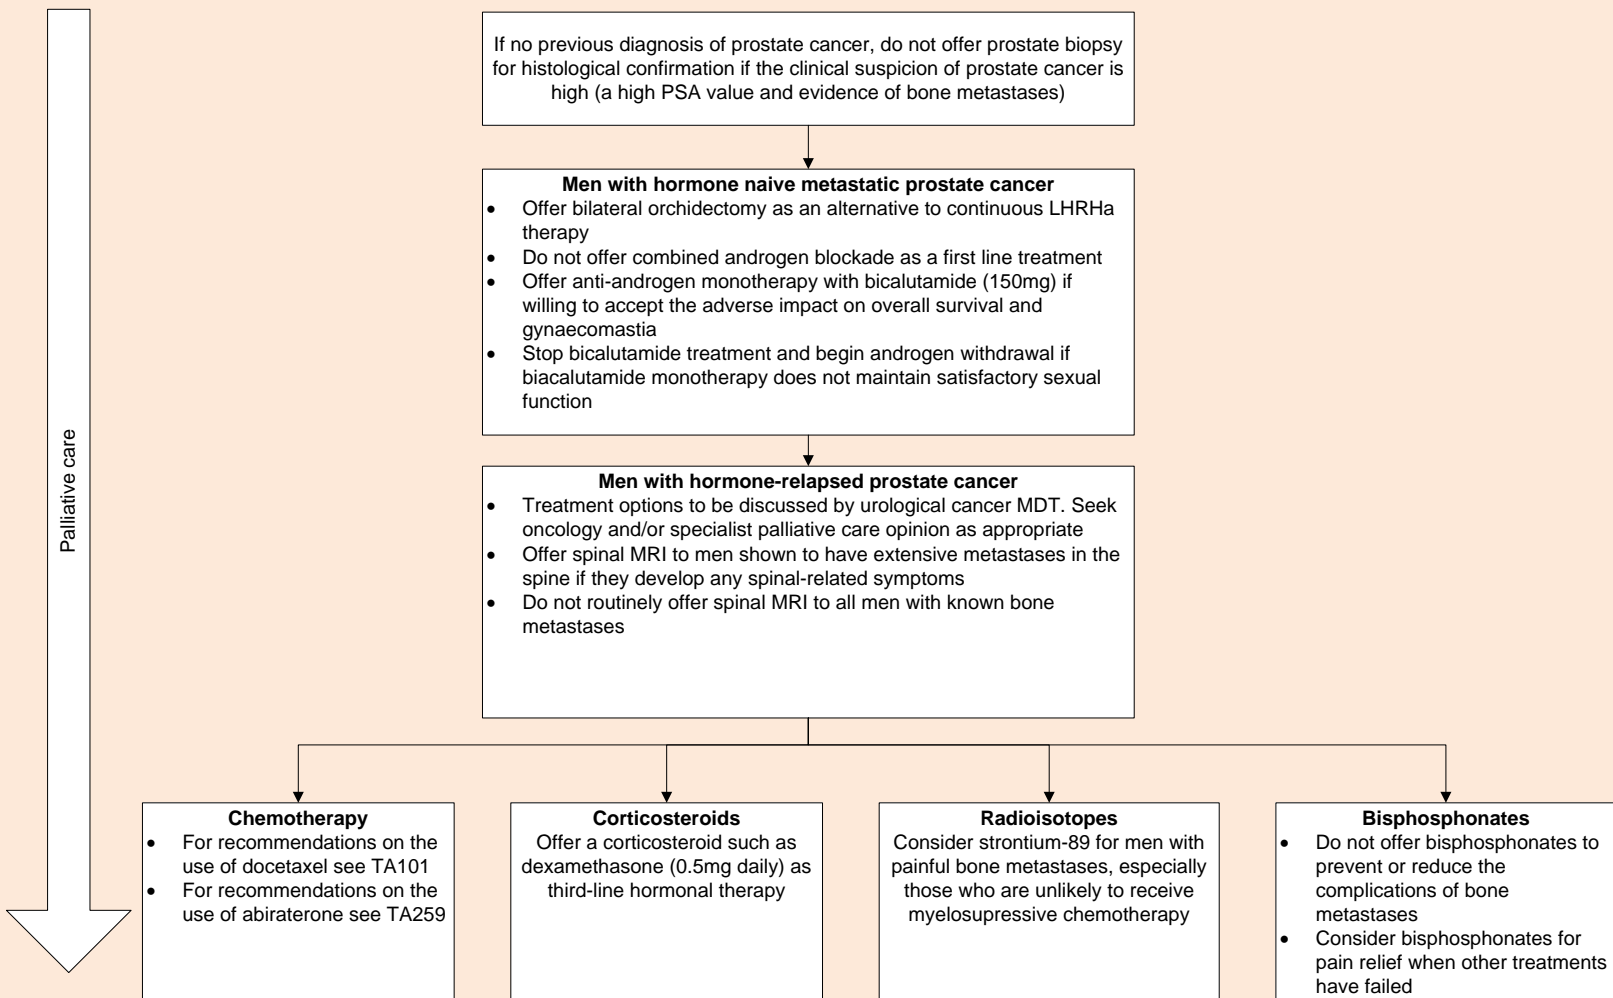 If no previous diagnosis of prostate cancer, do not offer prostate biopsy
for histological confirmation if the clinical suspicion of prostate cancer is
high (a high PSA value and evidence of bone metastases)
Men with hormone naive metastatic prostate cancer
• Offer bilateral orchidectomy as an alternative to continuous LHRHa
therapy
• Do not offer combined androgen blockade as a first line treatment
• Offer anti-androgen monotherapy with bicalutamide (150mg) if
willing to accept the adverse impact on overall survival and
gynaecomastia
• Stop bicalutamide treatment and begin androgen withdrawal if
biacalutamide monotherapy does not maintain satisfactory sexual
function
Palliative care
Men with hormone-relapsed prostate cancer
• Treatment options to be discussed by urological cancer MDT. Seek
oncology and/or specialist palliative care opinion as appropriate
• Offer spinal MRI to men shown to have extensive metastases in the
spine if they develop any spinal-related symptoms
• Do not routinely offer spinal MRI to all men with known bone
metastases
Chemotherapy
• For recommendations on the
use of docetaxel see TA101
• For recommendations on the
use of abiraterone see TA259
Corticosteroids
Offer a corticosteroid such as
dexamethasone (0.5mg daily) as
third-line hormonal therapy
Radioisotopes
Consider strontium-89 for men with
painful bone metastases, especially
those who are unlikely to receive
myelosupressive chemotherapy
Bisphosphonates
• Do not offer bisphosphonates to
prevent or reduce the
complications of bone
metastases
• Consider bisphosphonates for
pain relief when other treatments
have failed